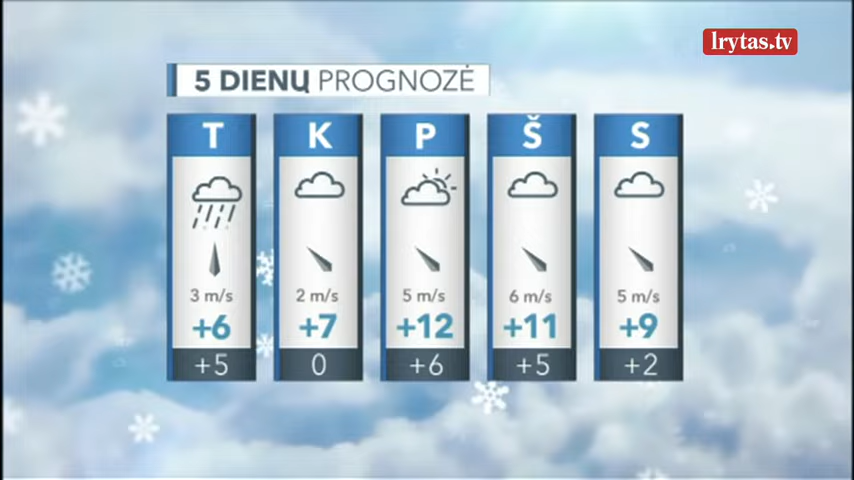 lrytas.tv
5 DIENŲ PROGNOZĖ
T K P Š S
3 m/s 2 m/s 5 m/s 6 m/s 5 m/s
+6 +7 +12 +11 +9
+5 0 +6 +5 +2